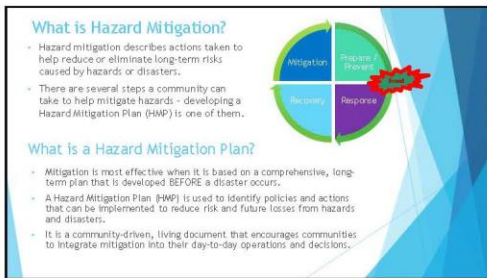 What is Hazard Mitigation?
Hazard mitigation describes actions taken to
help reduce or eliminate long-term risks
caused by hazards or disasters.
There are several steps a community can
take to help mitigate hazards - developing a
Hazard Mitigation Plan (HMP) is one of them.
Mitigation
Prepare /
Prevent
Recovery
Response
What is a Hazard Mitigation Plan?
Mitigation is most effective when it is based on a comprehensive, long-
term plan that is developed BEFORE a disaster occurs.
A Hazard Mitigation Plan (HMP) is used to identify policies and actions
that can be implemented to reduce risk and future losses from hazards
and disasters.
It is a community-driven, living document that encourages communities
to integrate mitigation into their day-to-day operations and decisions.